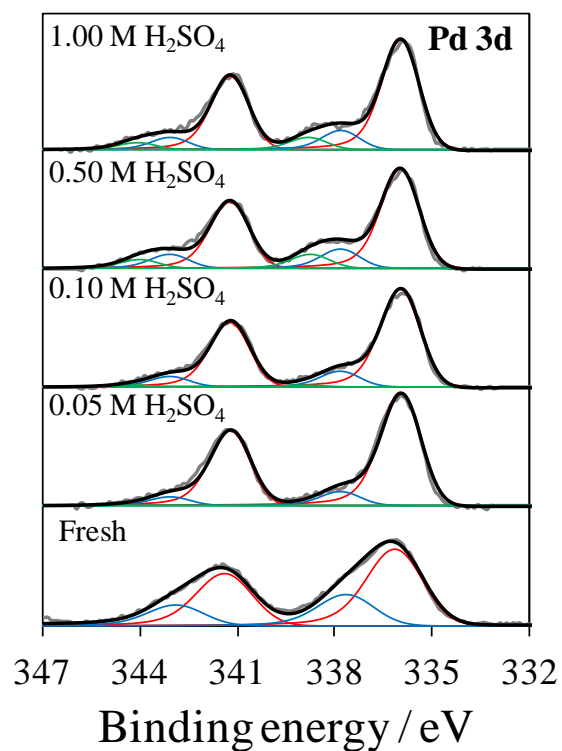 1.00 M H₂SO₄ Pd 3d
0.50 M H₂SO₄
0.10 M H₂SO₄
0.05 M H₂SO₄
Fresh
347 344 341 338 335 332
Binding energy / eV